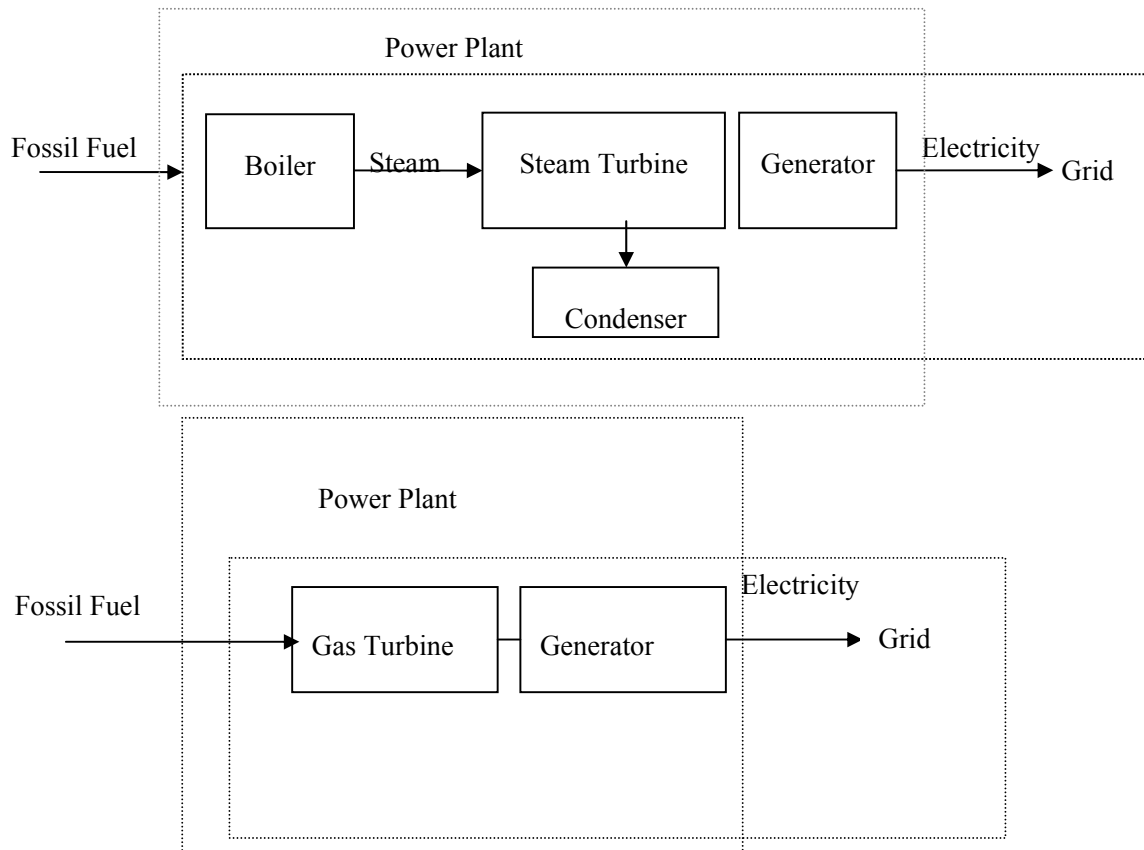 Power Plant
Fossil Fuel
Boiler
Steam
Steam Turbine
Generator
Electricity
Grid
Condenser
Power Plant
Fossil Fuel
Gas Turbine
Generator
Electricity
Grid